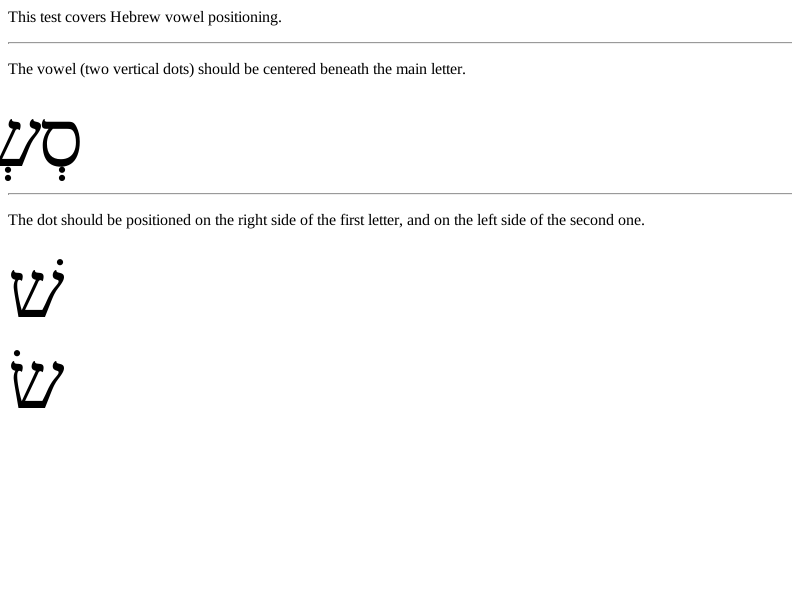 This test covers Hebrew vowel positioning.
The vowel (two vertical dots) should be centered beneath the main letter.
סְשְ
The dot should be positioned on the right side of the first letter, and on the left side of the second one.
שׁ
שׂ